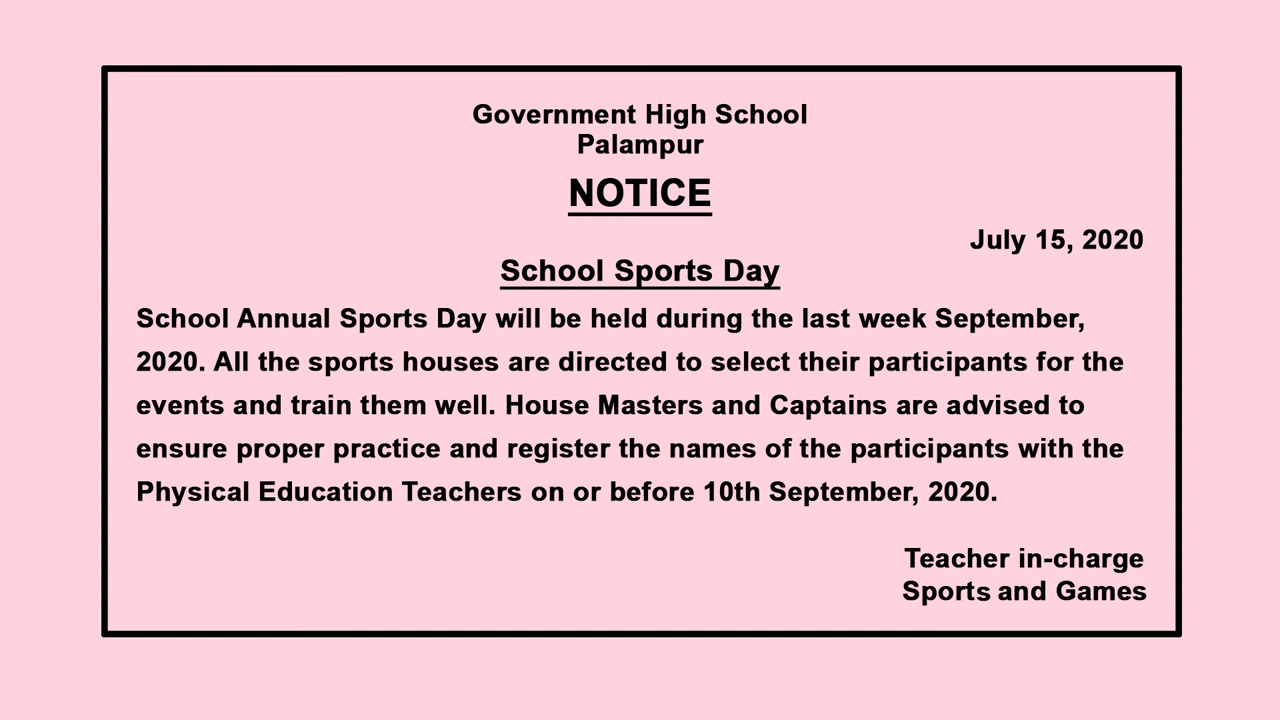 Government High School
Palampur
NOTICE
July 15, 2020
School Sports Day
School Annual Sports Day will be held during the last week September,
2020. All the sports houses are directed to select their participants for the
events and train them well. House Masters and Captains are advised to
ensure proper practice and register the names of the participants with the
Physical Education Teachers on or before 10th September, 2020.
Teacher in-charge
Sports and Games